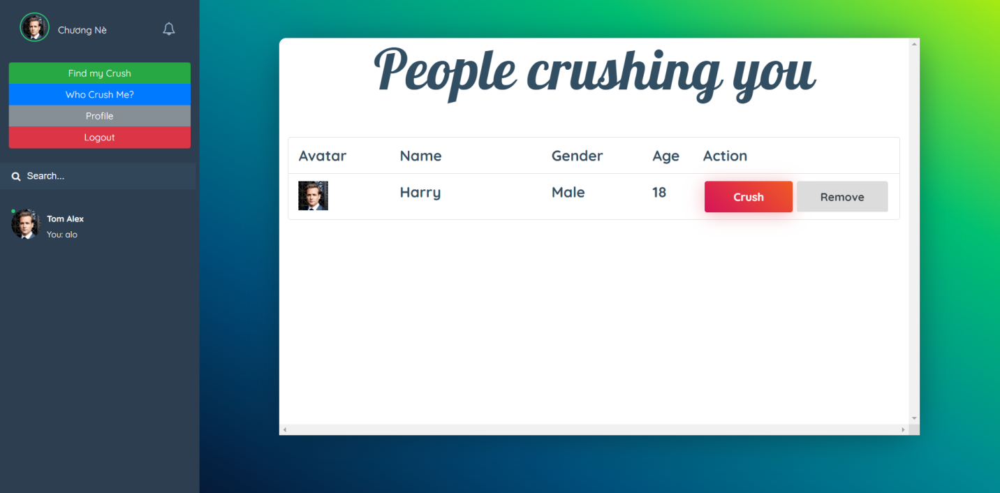 Chương Nè
Find my Crush
Who Crush Me?
Profile
Logout
Search...
Tom Alex
You: alo
People crushing you
Avatar Name Gender Age Action
Harry Male 18 Crush Remove